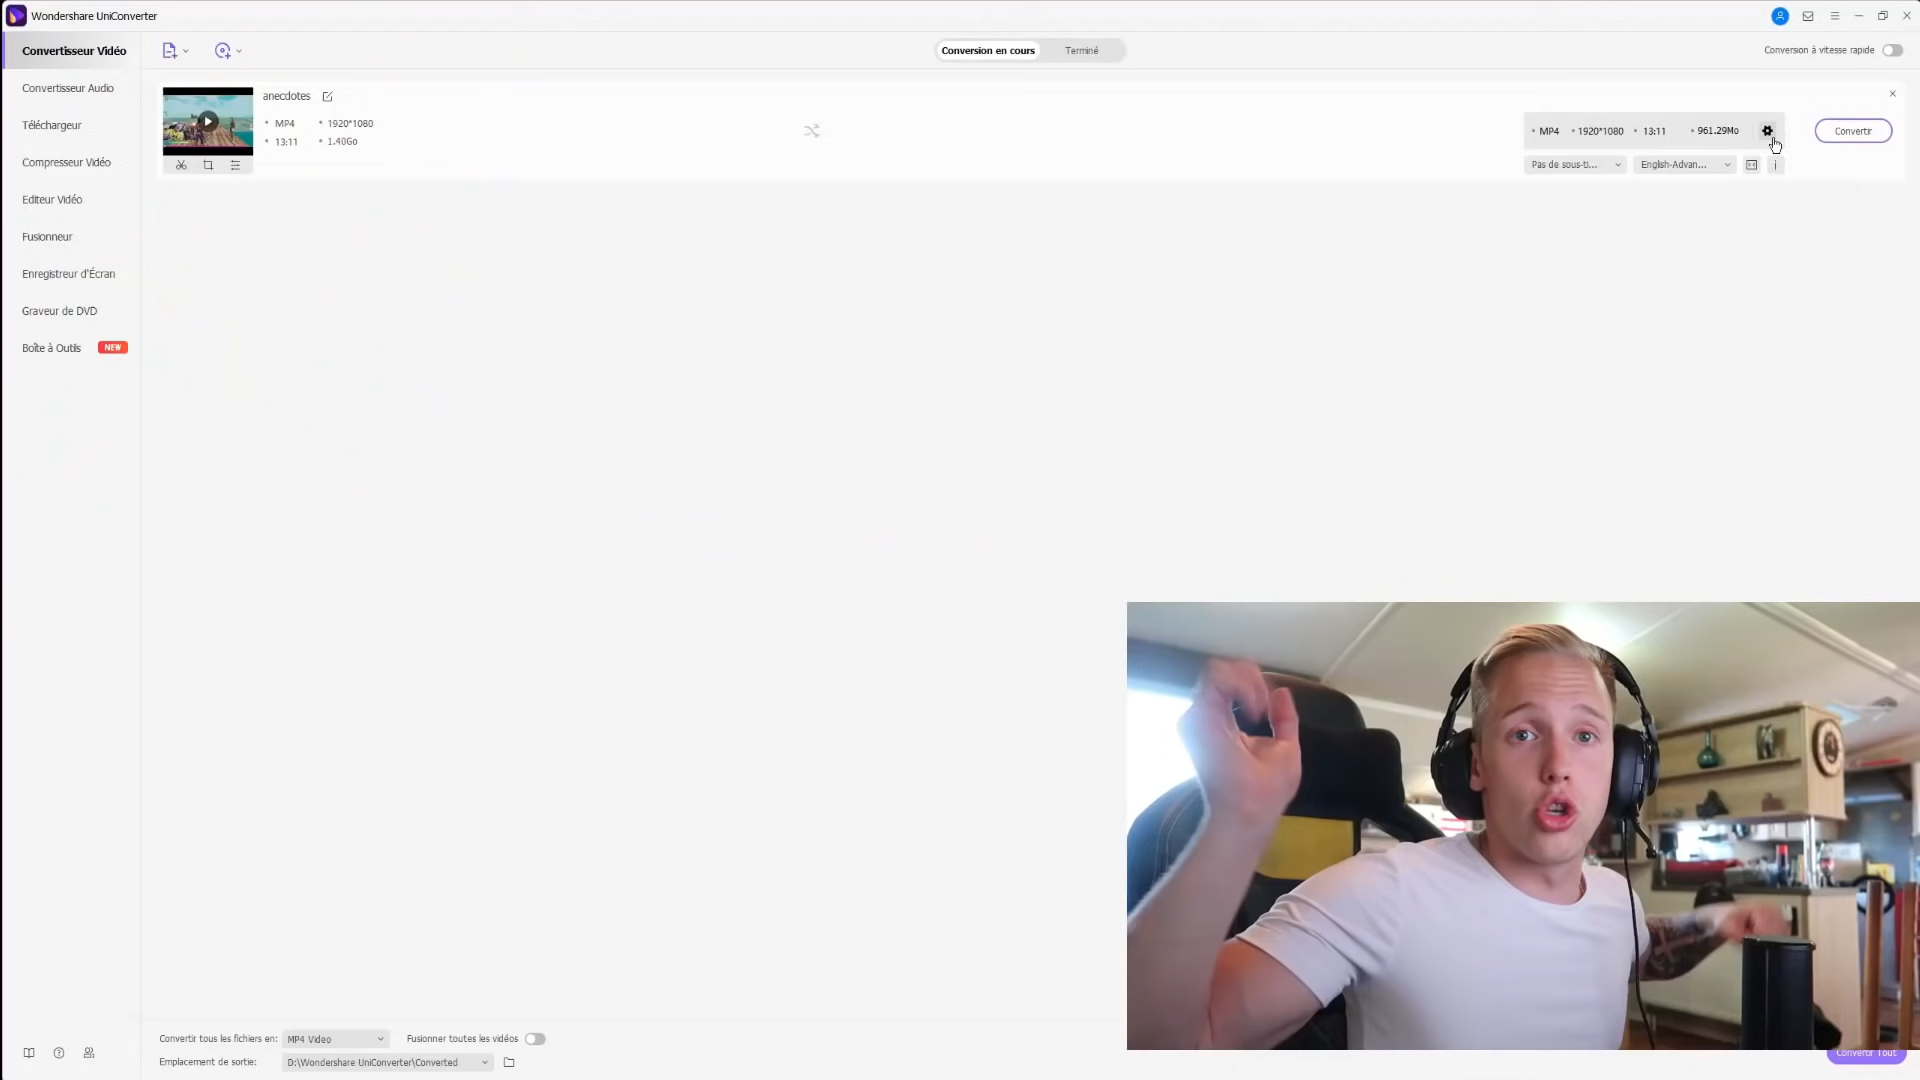 Wondershare UniConverter
Convertisseur Vidéo
Convertisseur Audio
Téléchargeur
Compresseur Vidéo
Editeur Vidéo
Fusionneur
Enregistreur d'Écran
Graveur de DVD
Boîte à Outils NEW
Conversion en cours Terminé
Conversion à vitesse rapide
anecdotes
• MP4 • 1920*1080
• 13:11 • 1.40Go
• MP4 • 1920*1080 • 13:11 • 961.29Mo
Convertir
Pas de sous-ti... English-Advan...
Convertir tous les fichiers en: MP4 Video Fusionner toutes les vidéos
Emplacement de sortie: D:\Wondershare UniConverter\Converted
Convertir Tout